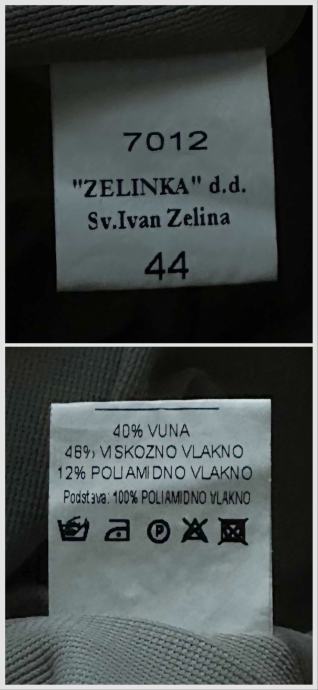 7012
"ZELINKA" d.d.
Sv.Ivan Zelina
44
40% VUNA
48% VISKOZNO VLAKNO
12% POLIAMIDNO VLAKNO
Podstava: 100% POLIAMIDNO VLAKNO
P